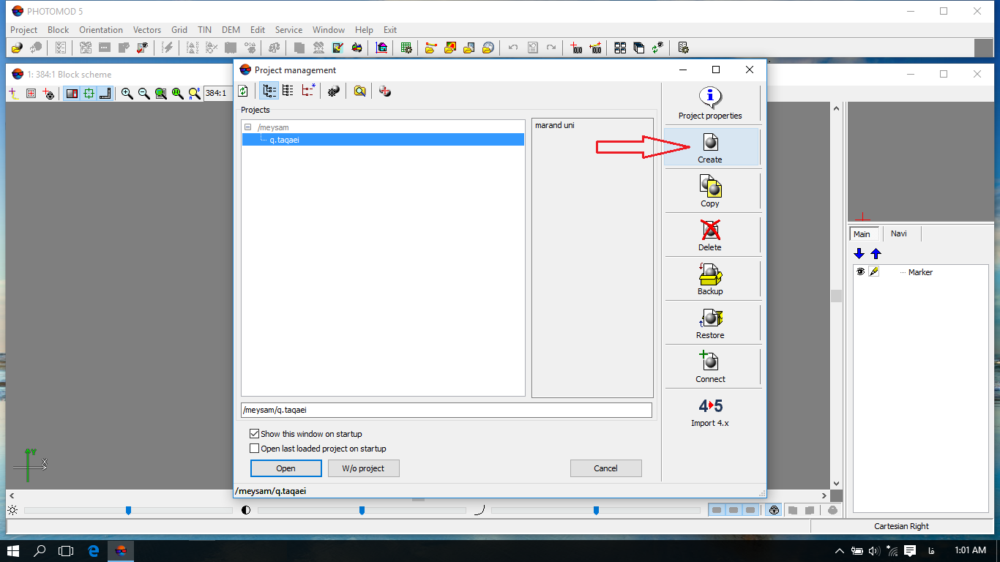 PHOTOMOD 5
Project Block Orientation Vectors Grid TIN DEM Edit Service Window Help Exit
1: 384:1 Block scheme
384:1
Project management
Projects
/meysam
q.taqaei
marand uni
Project properties
Create
Copy
Delete
Backup
Restore
Connect
4 5
Import 4.x
/meysam/q.taqaei
Show this window on startup
Open last loaded project on startup
Open W/o project Cancel
/meysam/q.taqaei
Main Navi
Marker
Y
X
Cartesian Right
فا 1:01 AM